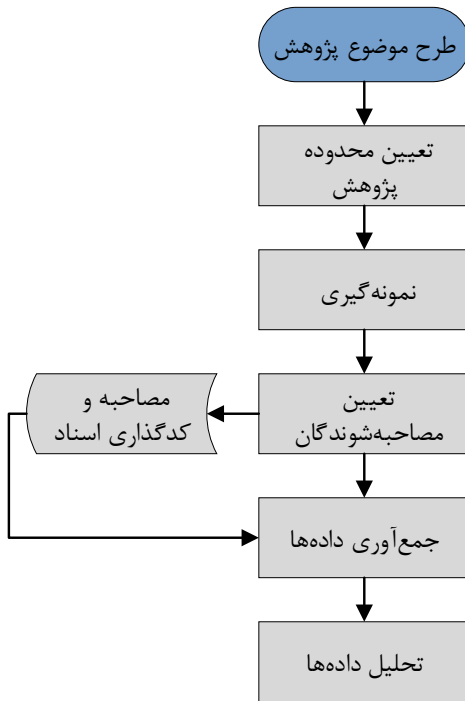 طرح موضوع پژوهش
تعیین محدوده
پژوهش
نمونه‌گیری
تعیین
مصاحبه‌شوندگان
مصاحبه و
کدگذاری اسناد
جمع‌آوری داده‌ها
تحلیل داده‌ها